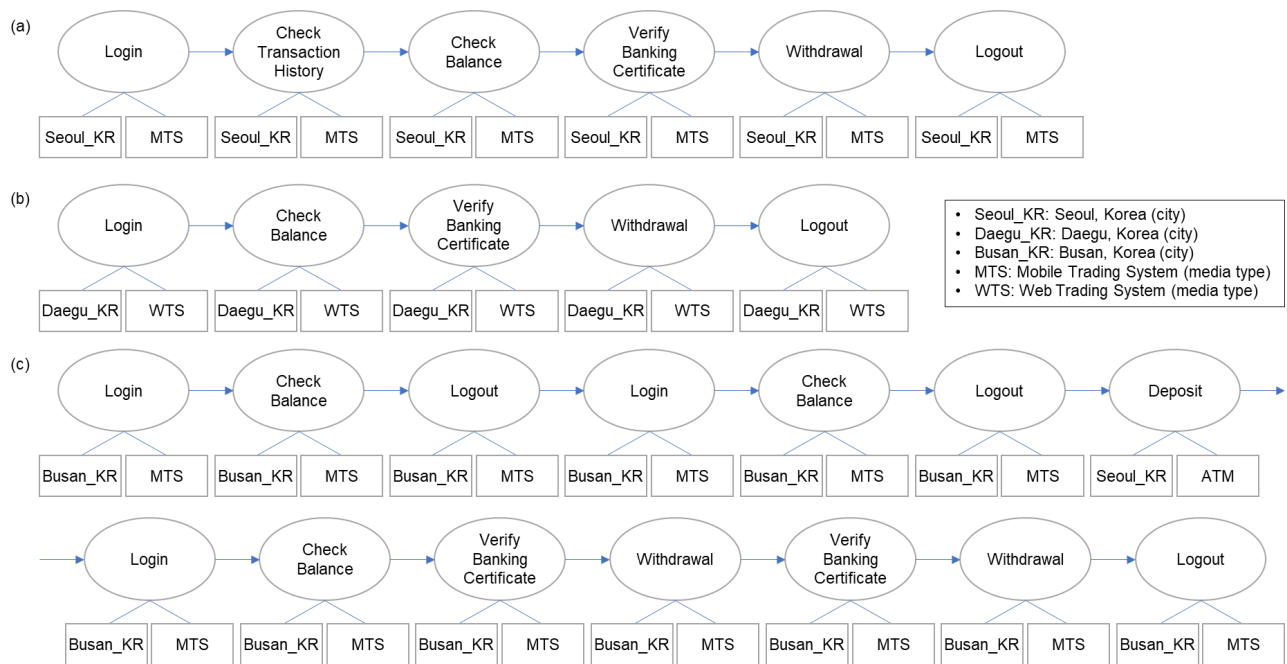 (a)
Login
Check
Transaction
History
Check
Balance
Verify
Banking
Certificate
Withdrawal
Logout
Seoul_KR MTS Seoul_KR MTS Seoul_KR MTS Seoul_KR MTS Seoul_KR MTS Seoul_KR MTS
(b)
Login
Check
Balance
Verify
Banking
Certificate
Withdrawal
Logout
Daegu_KR WTS Daegu_KR WTS Daegu_KR WTS Daegu_KR WTS Daegu_KR WTS
• Seoul_KR: Seoul, Korea (city)
• Daegu_KR: Daegu, Korea (city)
• Busan_KR: Busan, Korea (city)
• MTS: Mobile Trading System (media type)
• WTS: Web Trading System (media type)
(c)
Login
Check
Balance
Logout
Login
Check
Balance
Logout
Deposit
Busan_KR MTS Busan_KR MTS Busan_KR MTS Busan_KR MTS Busan_KR MTS Busan_KR MTS Seoul_KR ATM
Login
Check
Balance
Verify
Banking
Certificate
Withdrawal
Verify
Banking
Certificate
Withdrawal
Logout
Busan_KR MTS Busan_KR MTS Busan_KR MTS Busan_KR MTS Busan_KR MTS Busan_KR MTS Busan_KR MTS